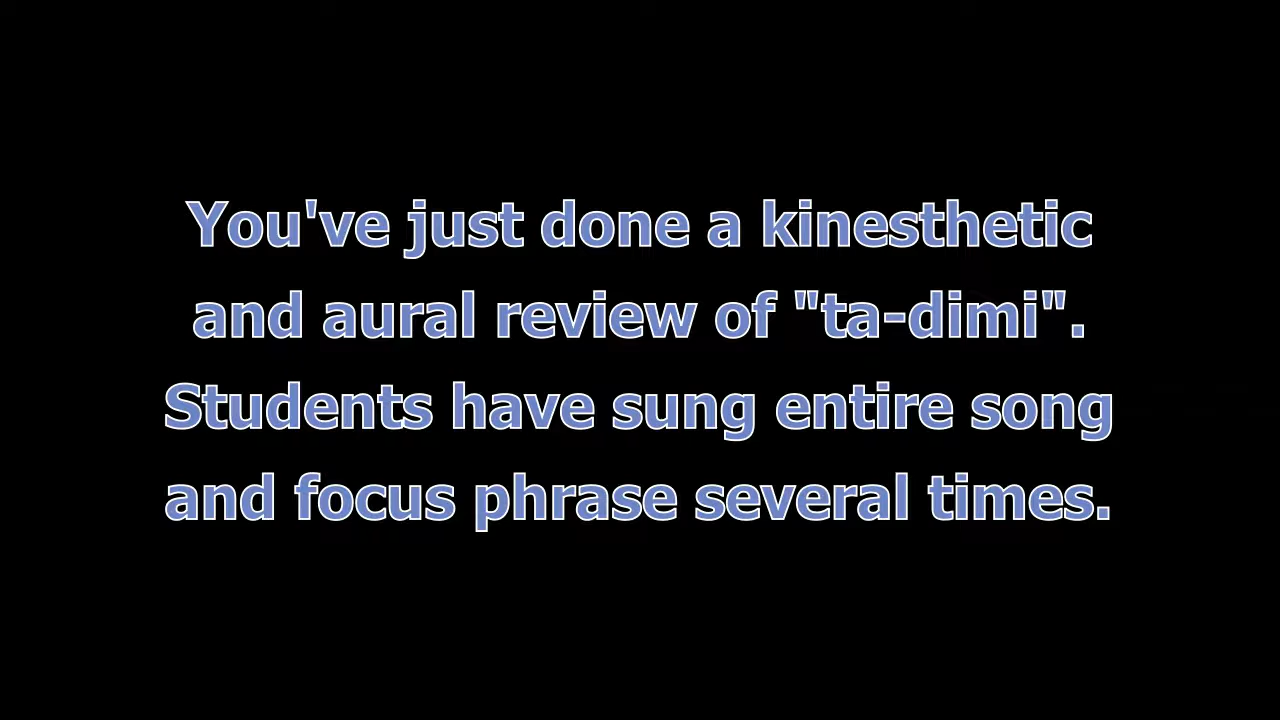 You've just done a kinesthetic
and aural review of "ta-dimi".
Students have sung entire song
and focus phrase several times.